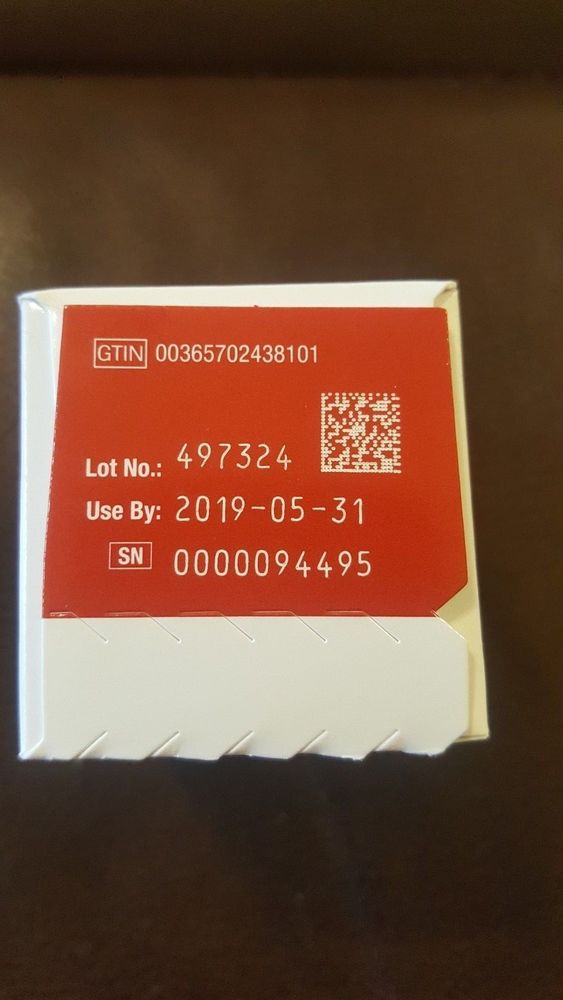 GTIN 00365702438101
Lot No.: 497324
Use By: 2019-05-31
SN 0000094495